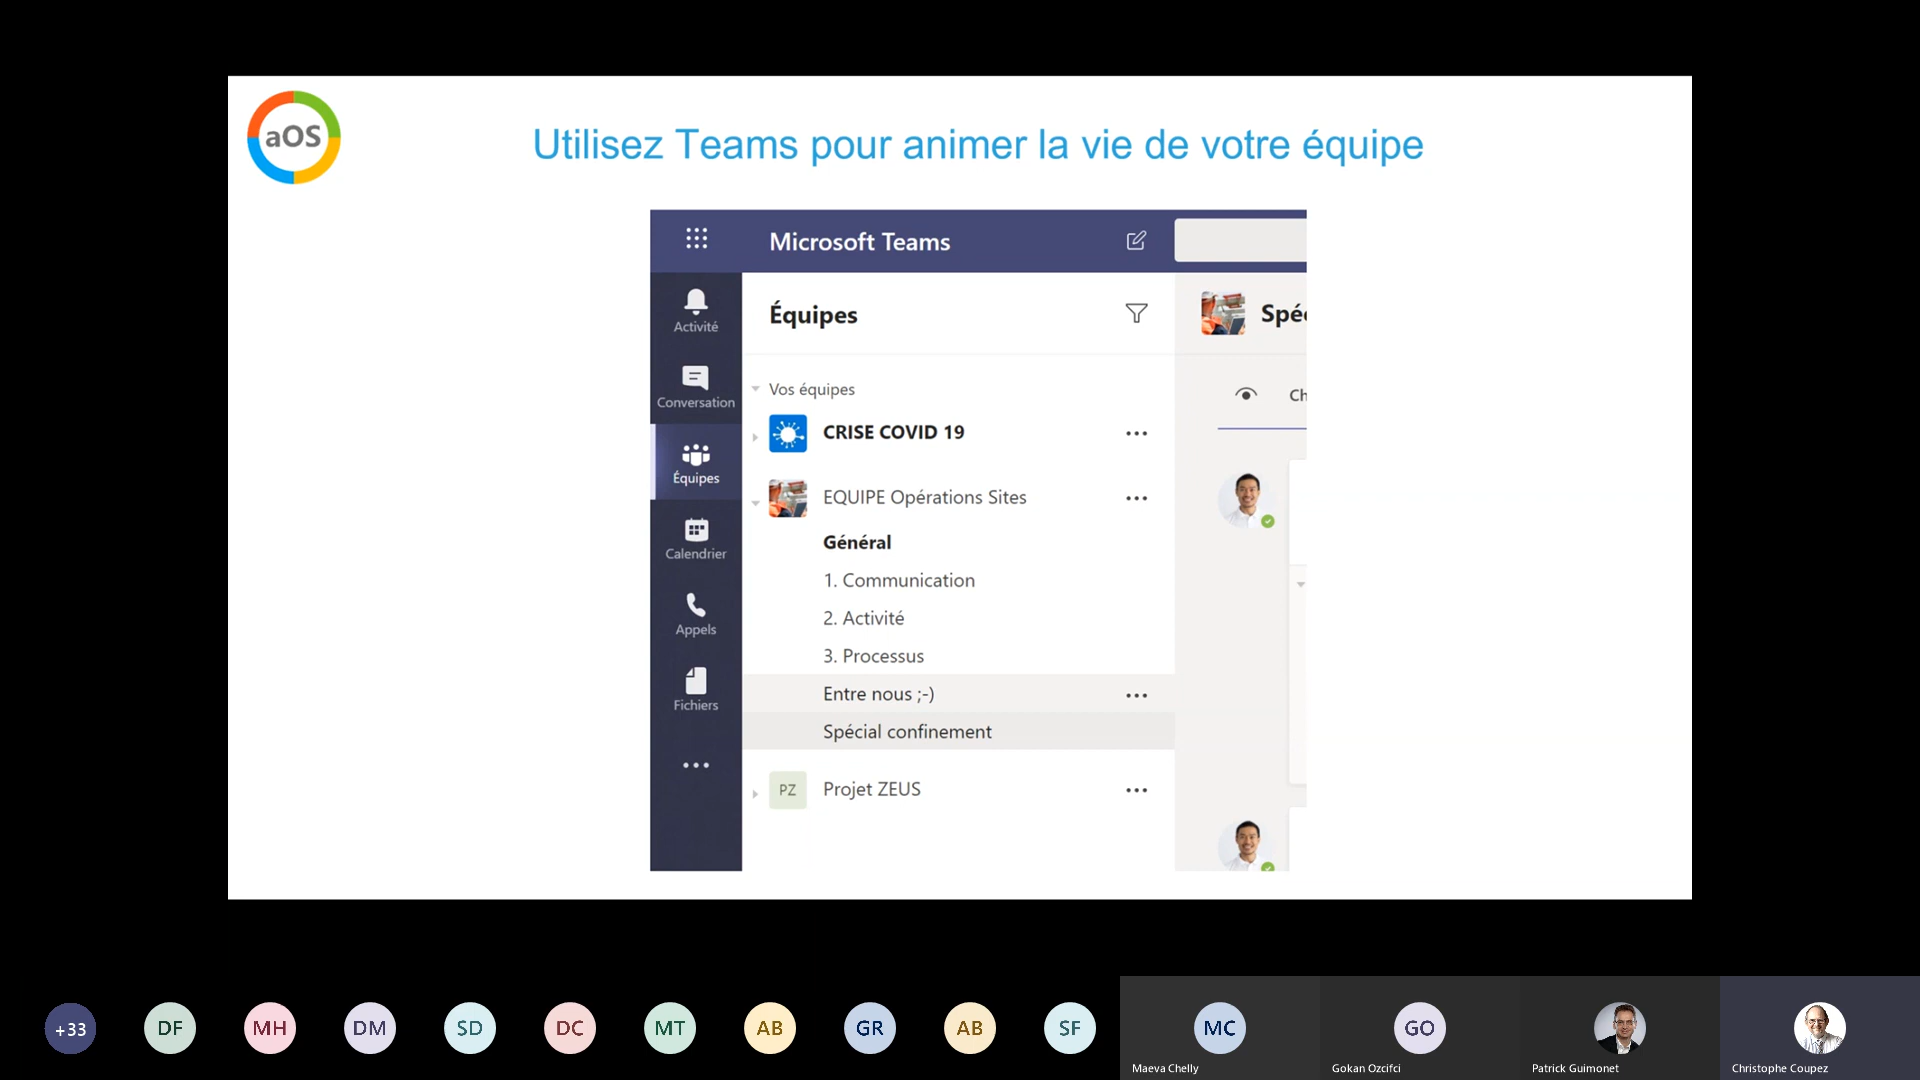 aOS
Utilisez Teams pour animer la vie de votre équipe
Microsoft Teams
Activité
Conversation
Équipes
Calendrier
Appels
Fichiers
Équipes
Vos équipes
CRISE COVID 19
EQUIPE Opérations Sites
Général
1. Communication
2. Activité
3. Processus
Entre nous ;-)
Spécial confinement
PZ Projet ZEUS
Spé
Ch
+33 DF MH DM SD DC MT AB GR AB SF MC GO
Maeva Chelly
Gokan Ozcifci
Patrick Guimonet
Christophe Coupez